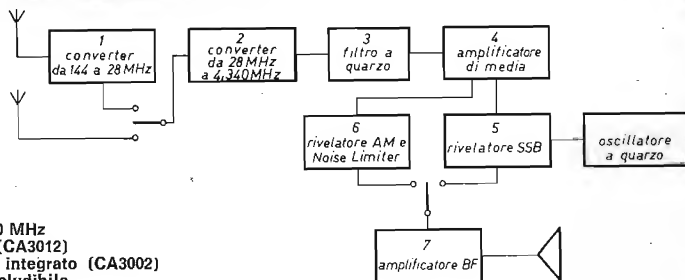 1
converter
da 144 a 28 MHz
2
converter
da 28 MHz
a 4,340 MHz
3
filtro a
quarzo
4
amplificatore
di media
6
rivelatore AM e
Noise Limiter
5
rivelatore SSB
oscillatore
a quarzo
7
amplificatore BF
0 MHz
(CA3012)
integrato (CA3002)